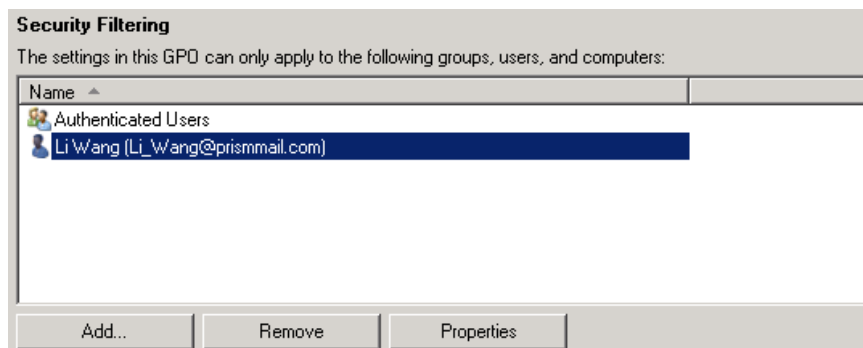 Security Filtering
The settings in this GPO can only apply to the following groups, users, and computers:
Name
Authenticated Users
Li Wang (Li_Wang@prismmail.com)
Add... Remove Properties